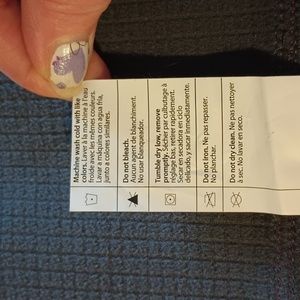 Machine wash cold with like
colors. Laver à la machine à l'eau
froide avec les mêmes couleurs.
Lavar a máquina con agua fria,
junto a colores similares.
Do not bleach.
Aucun agent de blanchiment.
No usar blanqueador.
Tumble dry low, remove
promptly. Sécher par culbutage à
réglage bas, retirer rapidement.
Secar en secadora en ciclo
delicado, y sacar inmediatamente.
Do not iron. Ne pas repasser.
No planchar.
Do not dry clean. Ne pas nettoyer
à sec. No lavar en seco.